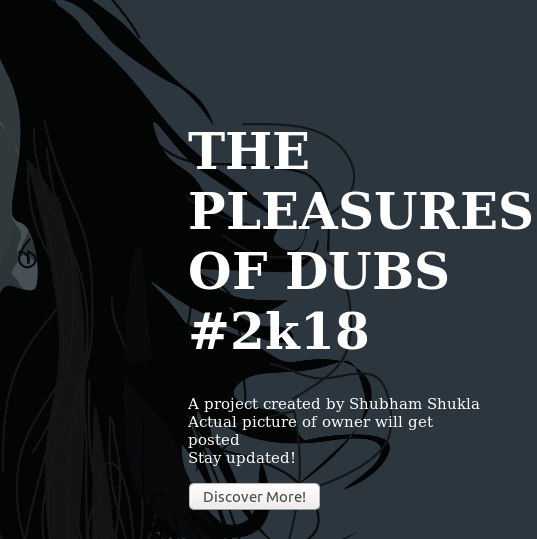 THE
PLEASURES
OF DUBS
#2k18
A project created by Shubham Shukla
Actual picture of owner will get
posted
Stay updated!
Discover More!